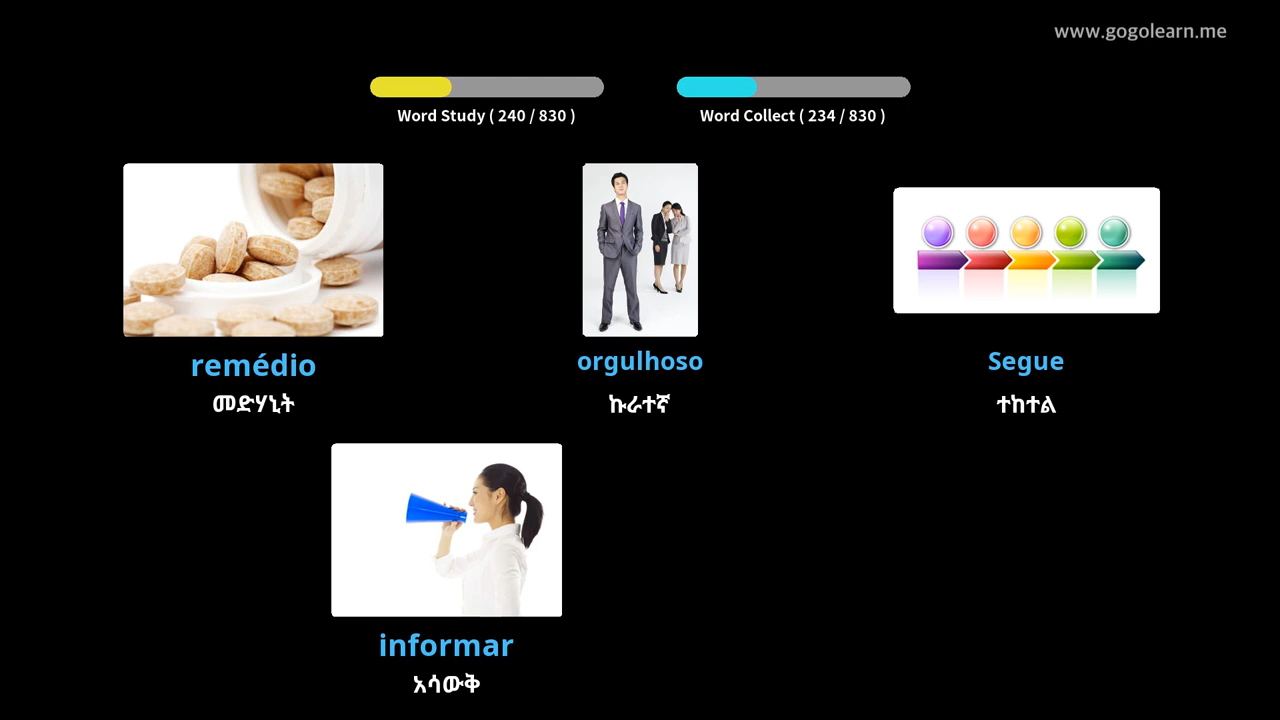 www.gogolearn.me
Word Study ( 240 / 830 )
Word Collect ( 234 / 830 )
remédio
መድሃኒት
orgulhoso
ኩራተኛ
Segue
ተከተል
informar
አሳውቅ